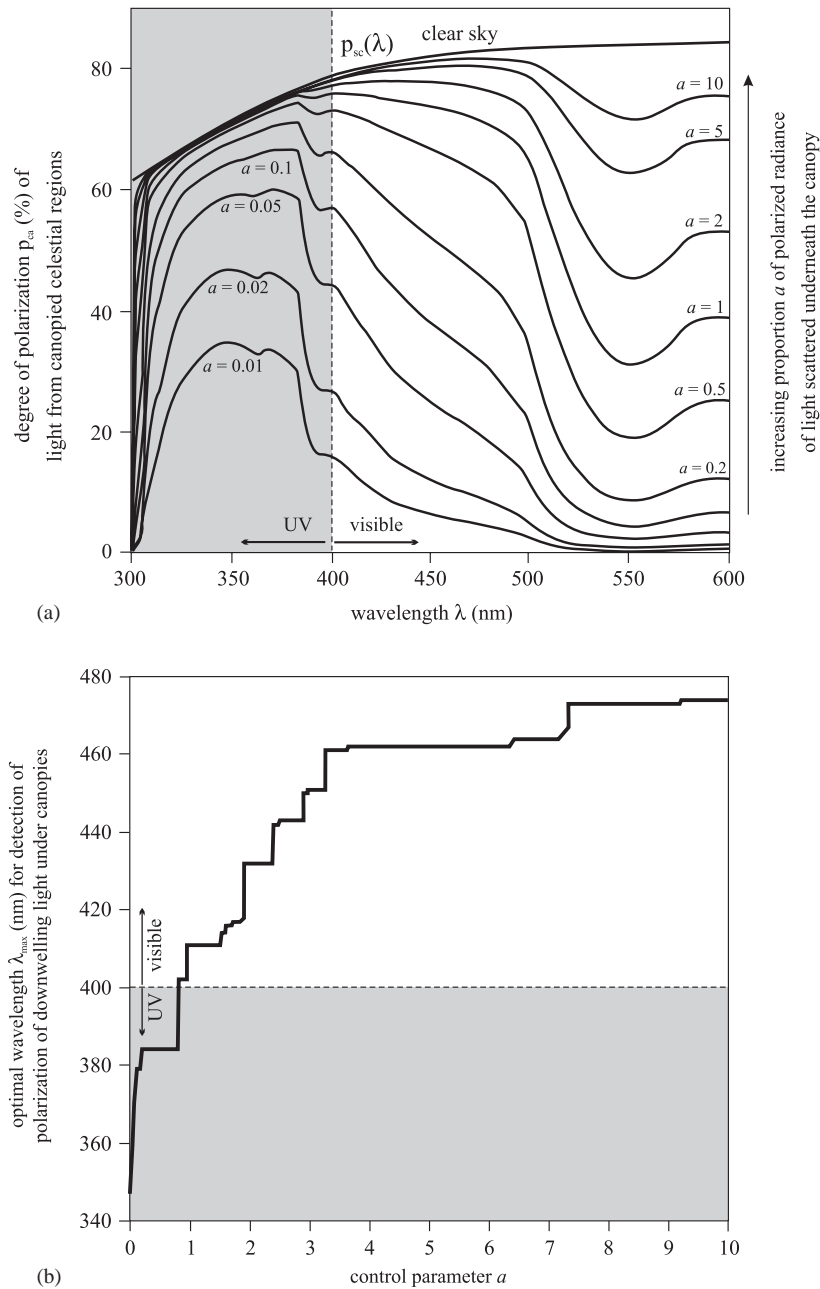 degree of polarization p_ca (%) of
light from canopied celestial regions
80
60
40
20
0
p_sc(λ)
clear sky
a = 10
a = 5
a = 2
a = 1
a = 0.5
a = 0.2
a = 0.1
a = 0.05
a = 0.02
a = 0.01
UV
visible
300
350
400
450
500
550
600
wavelength λ (nm)
increasing proportion a of polarized radiance
of light scattered underneath the canopy
(a)
optimal wavelength λ_max (nm) for detection of
polarization of downwelling light under canopies
480
460
440
420
400
380
360
340
visible
UV
0
1
2
3
4
5
6
7
8
9
10
control parameter a
(b)